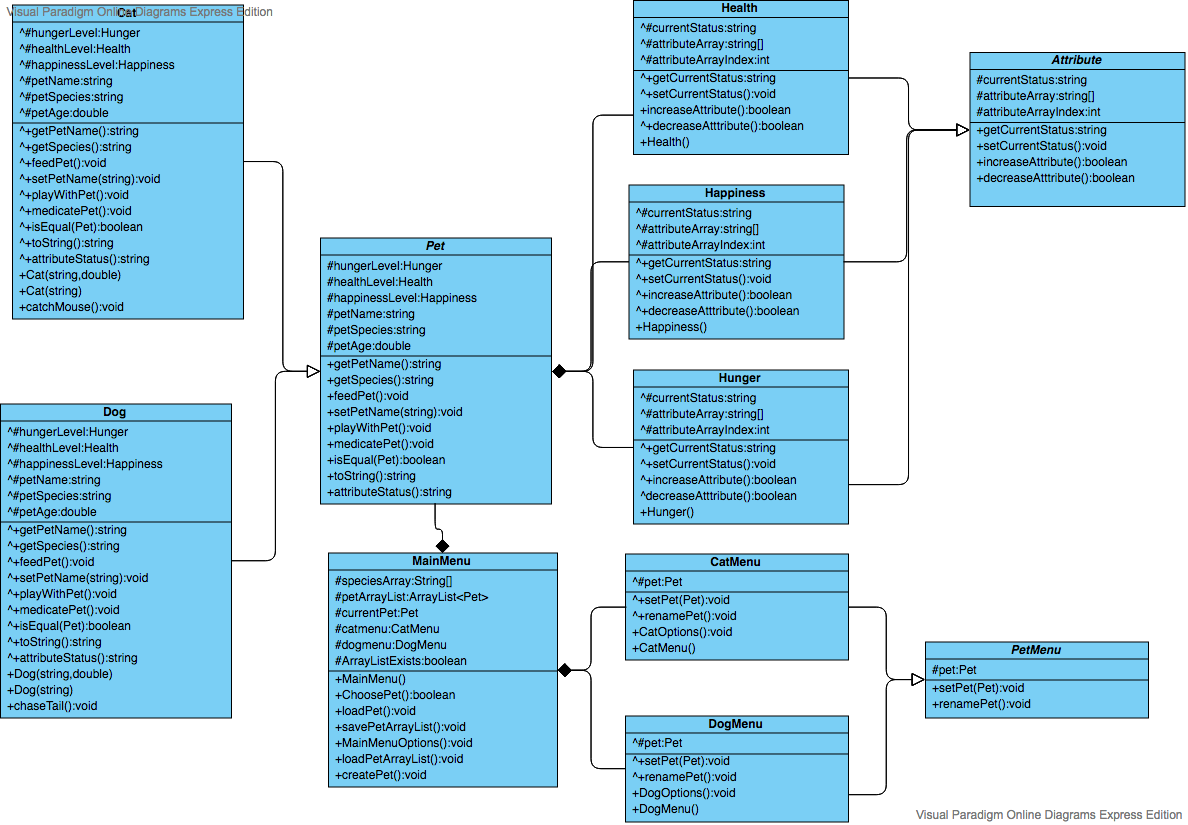 Visual Paradigm Online Diagrams Express Edition
Cat
^#hungerLevel:Hunger
^#healthLevel:Health
^#happinessLevel:Happiness
^#petName:string
^#petSpecies:string
^#petAge:double
^+getPetName():string
^+getSpecies():string
^+feedPet():void
^+setPetName(string):void
^+playWithPet():void
^+medicatePet():void
^+isEqual(Pet):boolean
^+toString():string
^+attributeStatus():string
+Cat(string,double)
+Cat(string)
+catchMouse():void
Dog
^#hungerLevel:Hunger
^#healthLevel:Health
^#happinessLevel:Happiness
^#petName:string
^#petSpecies:string
^#petAge:double
^+getPetName():string
^+getSpecies():string
^+feedPet():void
^+setPetName(string):void
^+playWithPet():void
^+medicatePet():void
^+isEqual(Pet):boolean
^+toString():string
^+attributeStatus():string
+Dog(string,double)
+Dog(string)
+chaseTail():void
Pet
#hungerLevel:Hunger
#healthLevel:Health
#happinessLevel:Happiness
#petName:string
#petSpecies:string
#petAge:double
+getPetName():string
+getSpecies():string
+feedPet():void
+setPetName(string):void
+playWithPet():void
+medicatePet():void
+isEqual(Pet):boolean
+toString():string
+attributeStatus():string
MainMenu
#speciesArray:String[]
#petArrayList:ArrayList<Pet>
#currentPet:Pet
#catmenu:CatMenu
#dogmenu:DogMenu
#ArrayListExists:boolean
+MainMenu()
+ChoosePet():boolean
+loadPet():void
+savePetArrayList():void
+MainMenuOptions():void
+loadPetArrayList():void
+createPet():void
Health
^#currentStatus:string
^#attributeArray:string[]
^#attributeArrayIndex:int
^+getCurrentStatus:string
^+setCurrentStatus():void
+increaseAttribute():boolean
^+decreaseAtttribute():boolean
+Health()
Happiness
^#currentStatus:string
^#attributeArray:string[]
^#attributeArrayIndex:int
^+getCurrentStatus:string
^+setCurrentStatus():void
^+increaseAttribute():boolean
^+decreaseAtttribute():boolean
+Happiness()
Hunger
^#currentStatus:string
^#attributeArray:string[]
^#attributeArrayIndex:int
^+getCurrentStatus:string
^+setCurrentStatus():void
^+increaseAttribute():boolean
^decreaseAtttribute():boolean
+Hunger()
CatMenu
^#pet:Pet
^+setPet(Pet):void
^+renamePet():void
+CatOptions():void
+CatMenu()
DogMenu
^#pet:Pet
^+setPet(Pet):void
^+renamePet():void
+DogOptions():void
+DogMenu()
Attribute
#currentStatus:string
#attributeArray:string[]
#attributeArrayIndex:int
+getCurrentStatus:string
+setCurrentStatus():void
+increaseAttribute():boolean
+decreaseAtttribute():boolean
PetMenu
#pet:Pet
+setPet(Pet):void
+renamePet():void
Visual Paradigm Online Diagrams Express Edition